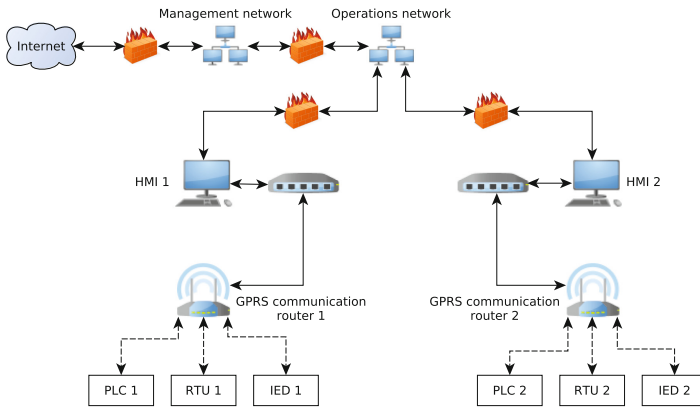 Management network
Operations network
Internet
HMI 1
HMI 2
GPRS communication
router 1
GPRS communication
router 2
PLC 1
RTU 1
IED 1
PLC 2
RTU 2
IED 2